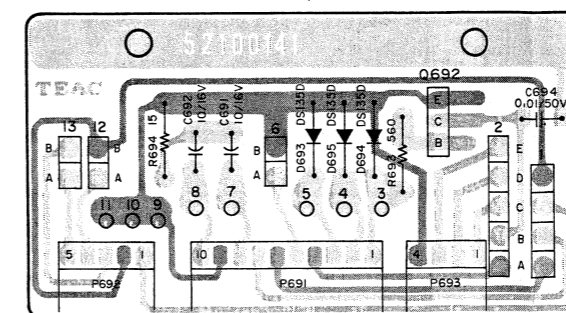 52100141
TEAC
Q692
C694
0.01/50V
13 12
B B
A A
R694 15
C692
10/16V
C691
10/16V
6
B
A
D693
DS135D
D695
DS135D
D694
DS135D
R693 560
E
C
B
2
E
D
C
B
A
11 10 9
8 7
5 4 3
5 1
P692
10 1
P691
4 1
P693